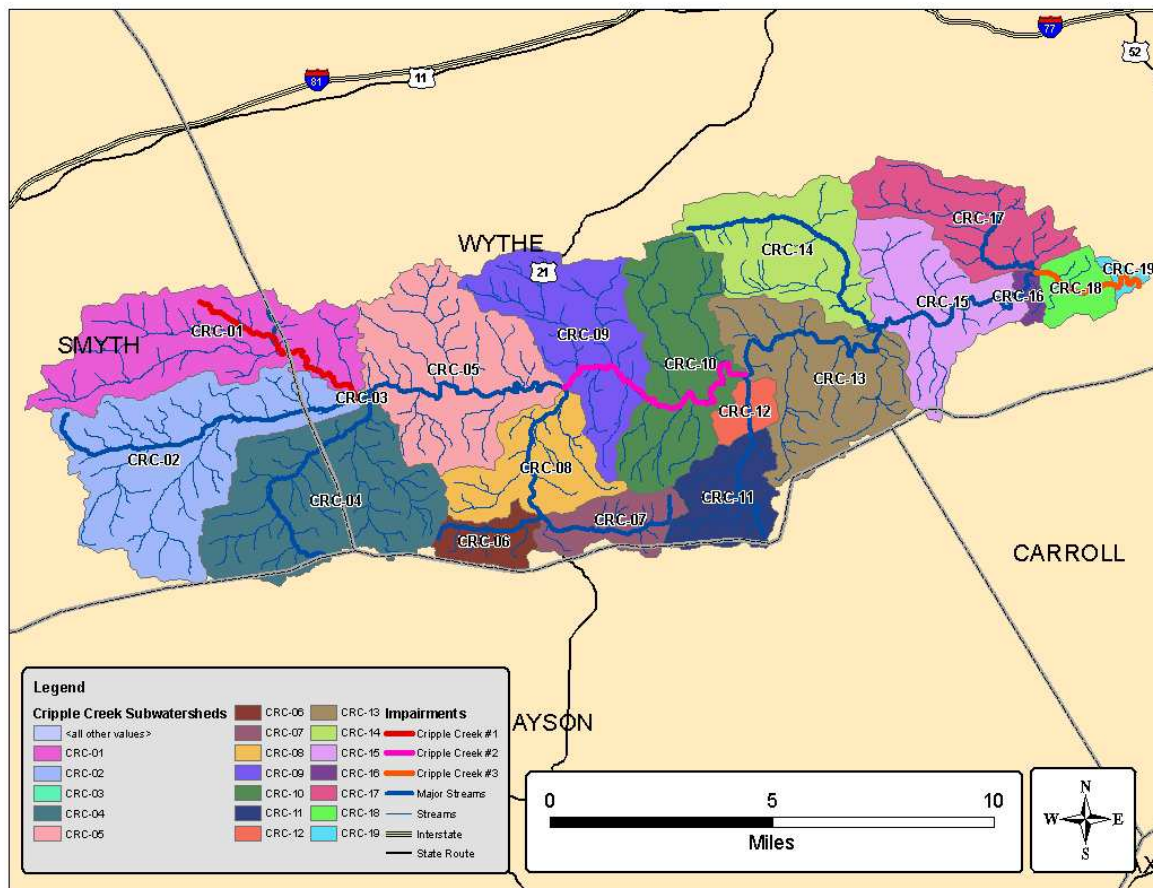 77
52
81
11
WYTHE
21
CRC-17
CRC-14
CRC-19
CRC-18
CRC-16
CRC-15
CRC-01
SMYTH
CRC-09
CRC-05
CRC-10
CRC-13
CRC-03
CRC-12
CRC-02
CRC-08
CRC-04
CRC-11
CRC-07
CRC-06
CARROLL
AYSON
Legend
Cripple Creek Subwatersheds
<all other values>
CRC-01
CRC-02
CRC-03
CRC-04
CRC-05
CRC-06
CRC-07
CRC-08
CRC-09
CRC-10
CRC-11
CRC-12
CRC-13
CRC-14
CRC-15
CRC-16
CRC-17
CRC-18
CRC-19
Impairments
Cripple Creek #1
Cripple Creek #2
Cripple Creek #3
Major Streams
Streams
Interstate
State Route
0 5 10
Miles
N
W E
S
AX